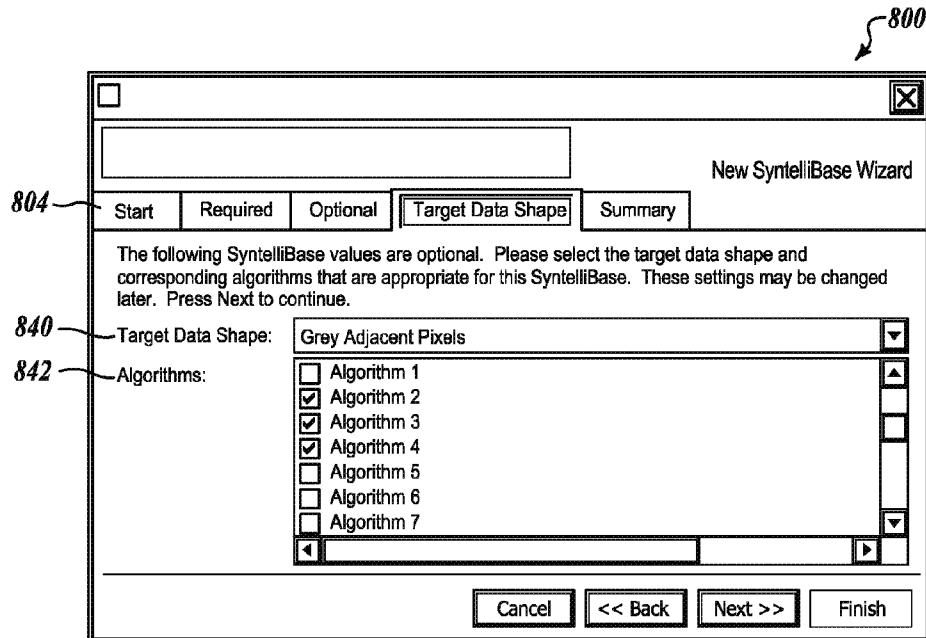 800
New SyntelliBase Wizard
804
Start Required Optional Target Data Shape Summary
The following SyntelliBase values are optional. Please select the target data shape and
corresponding algorithms that are appropriate for this SyntelliBase. These settings may be changed
later. Press Next to continue.
840 Target Data Shape: Grey Adjacent Pixels
842 Algorithms:
Algorithm 1
Algorithm 2
Algorithm 3
Algorithm 4
Algorithm 5
Algorithm 6
Algorithm 7
Cancel << Back Next >> Finish